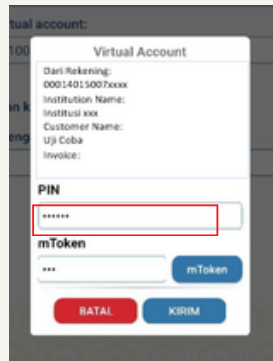 tual account:
100
Virtual Account
Dari Rekening:
00014015007xxxx
Institution Name:
Institusi xxx
Customer Name:
Uji Coba
Invoice:
an k
eng
PIN
••••••
mToken
•••
mToken
BATAL
KIRIM